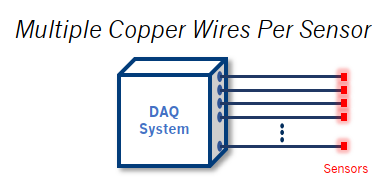 Multiple Copper Wires Per Sensor
DAQ
System
Sensors